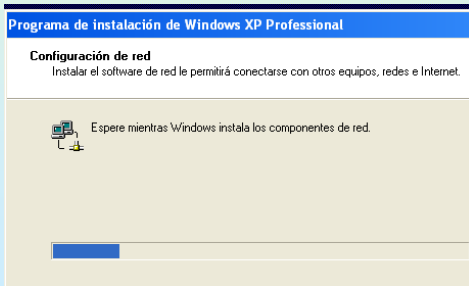 Programa de instalación de Windows XP Professional
Configuración de red
Instalar el software de red le permitirá conectarse con otros equipos, redes e Internet.
Espere mientras Windows instala los componentes de red.